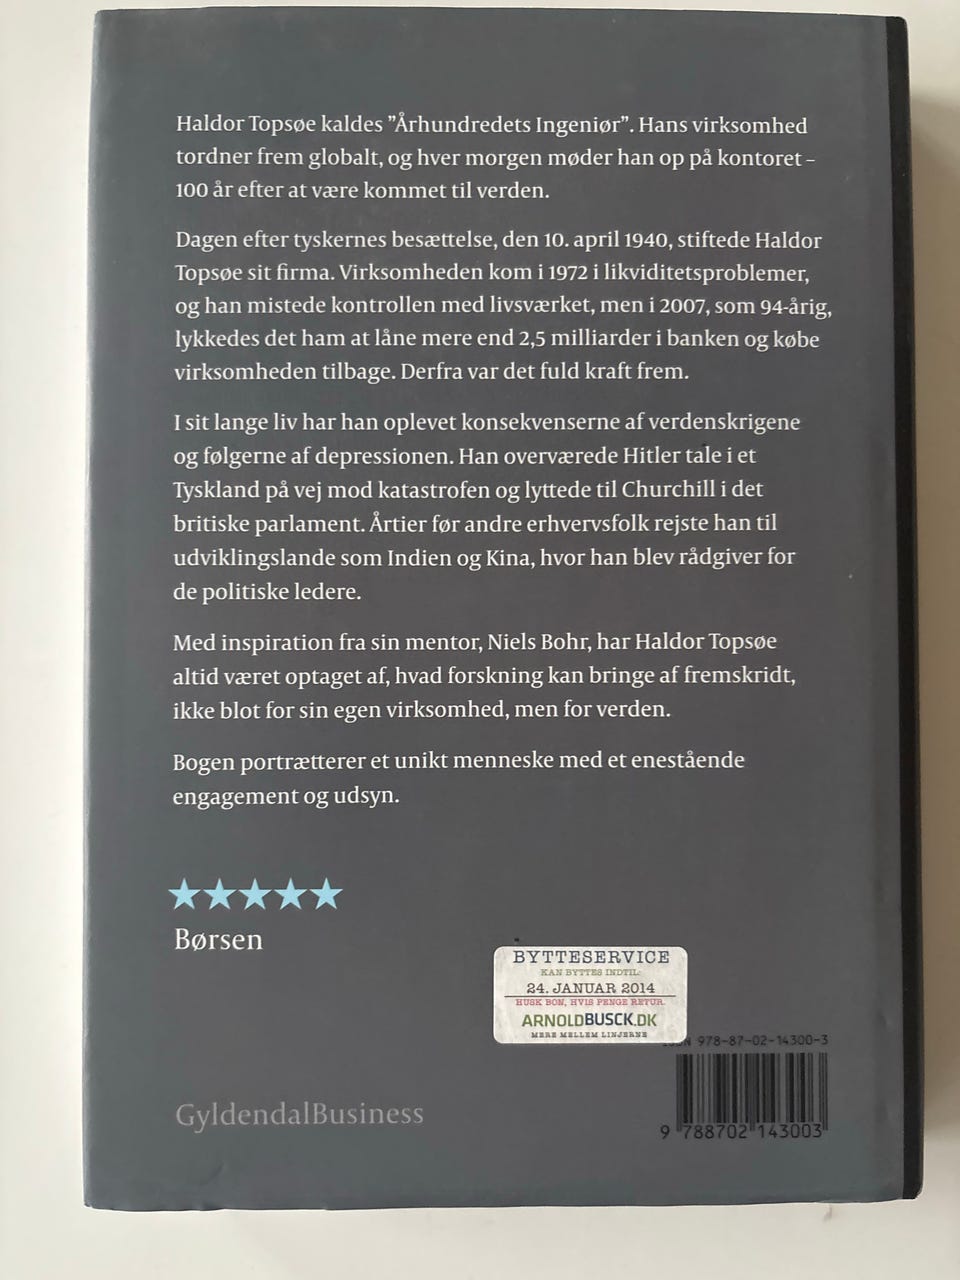 Haldor Topsøe kaldes ”Århundredets Ingeniør”. Hans virksomhed
tordner frem globalt, og hver morgen møder han op på kontoret –
100 år efter at være kommet til verden.
Dagen efter tyskernes besættelse, den 10. april 1940, stiftede Haldor
Topsøe sit firma. Virksomheden kom i 1972 i likviditetsproblemer,
og han mistede kontrollen med livsværket, men i 2007, som 94-årig,
lykkedes det ham at låne mere end 2,5 milliarder i banken og købe
virksomheden tilbage. Derfra var det fuld kraft frem.
I sit lange liv har han oplevet konsekvenserne af verdenskrigene
og følgerne af depressionen. Han overværede Hitler tale i et
Tyskland på vej mod katastrofen og lyttede til Churchill i det
britiske parlament. Årtier før andre erhvervsfolk rejste han til
udviklingslande som Indien og Kina, hvor han blev rådgiver for
de politiske ledere.
Med inspiration fra sin mentor, Niels Bohr, har Haldor Topsøe
altid været optaget af, hvad forskning kan bringe af fremskridt,
ikke blot for sin egen virksomhed, men for verden.
Bogen portrætterer et unikt menneske med et enestående
engagement og udsyn.
Børsen
BYTTESERVICE
KAN BYTTES INDTIL:
24. JANUAR 2014
HUSK BON, HVIS PENGE RETUR.
ARNOLDBUSCK.DK
MERE MELLEM LINJERNE
978-87-02-14300-3
9 788702 143003
GyldendalBusiness